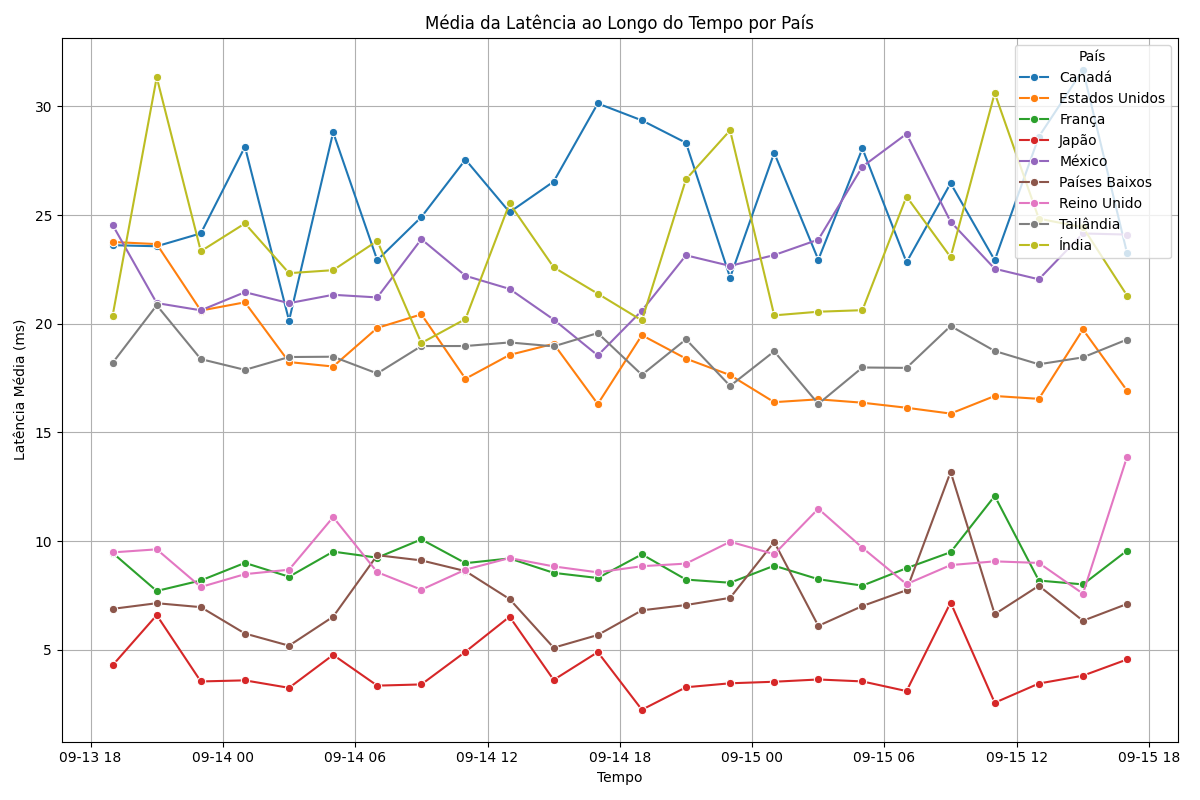 Média da Latência ao Longo do Tempo por País
País
Canadá
Estados Unidos
França
Japão
México
Países Baixos
Reino Unido
Tailândia
Índia
Latência Média (ms)
30
25
20
15
10
5
09-13 18
09-14 00
09-14 06
09-14 12
09-14 18
09-15 00
09-15 06
09-15 12
09-15 18
Tempo